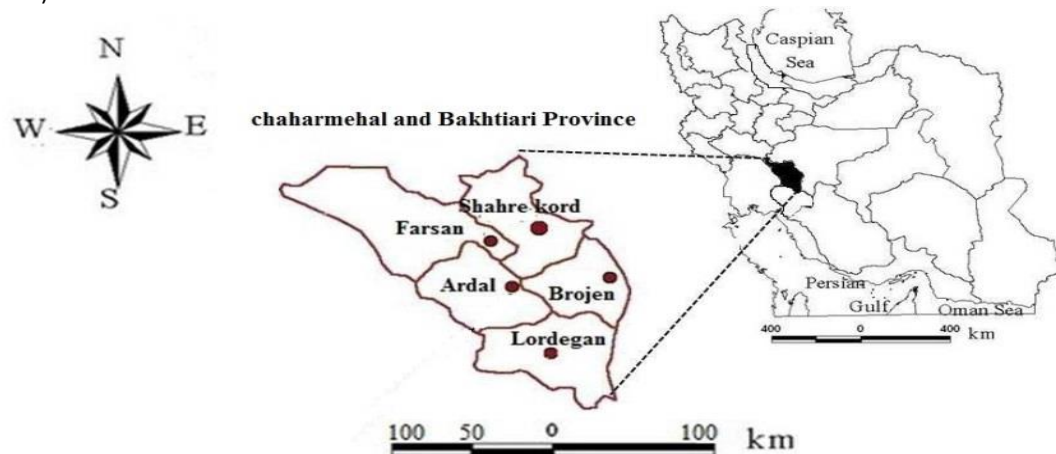 N
W E
S
chaharmehal and Bakhtiari Province
Shahre kord
Farsan
Ardal
Brojen
Lordegan
100 50 0 100 km
Caspian
Sea
Persian
Gulf
Oman Sea
400 0 400
km